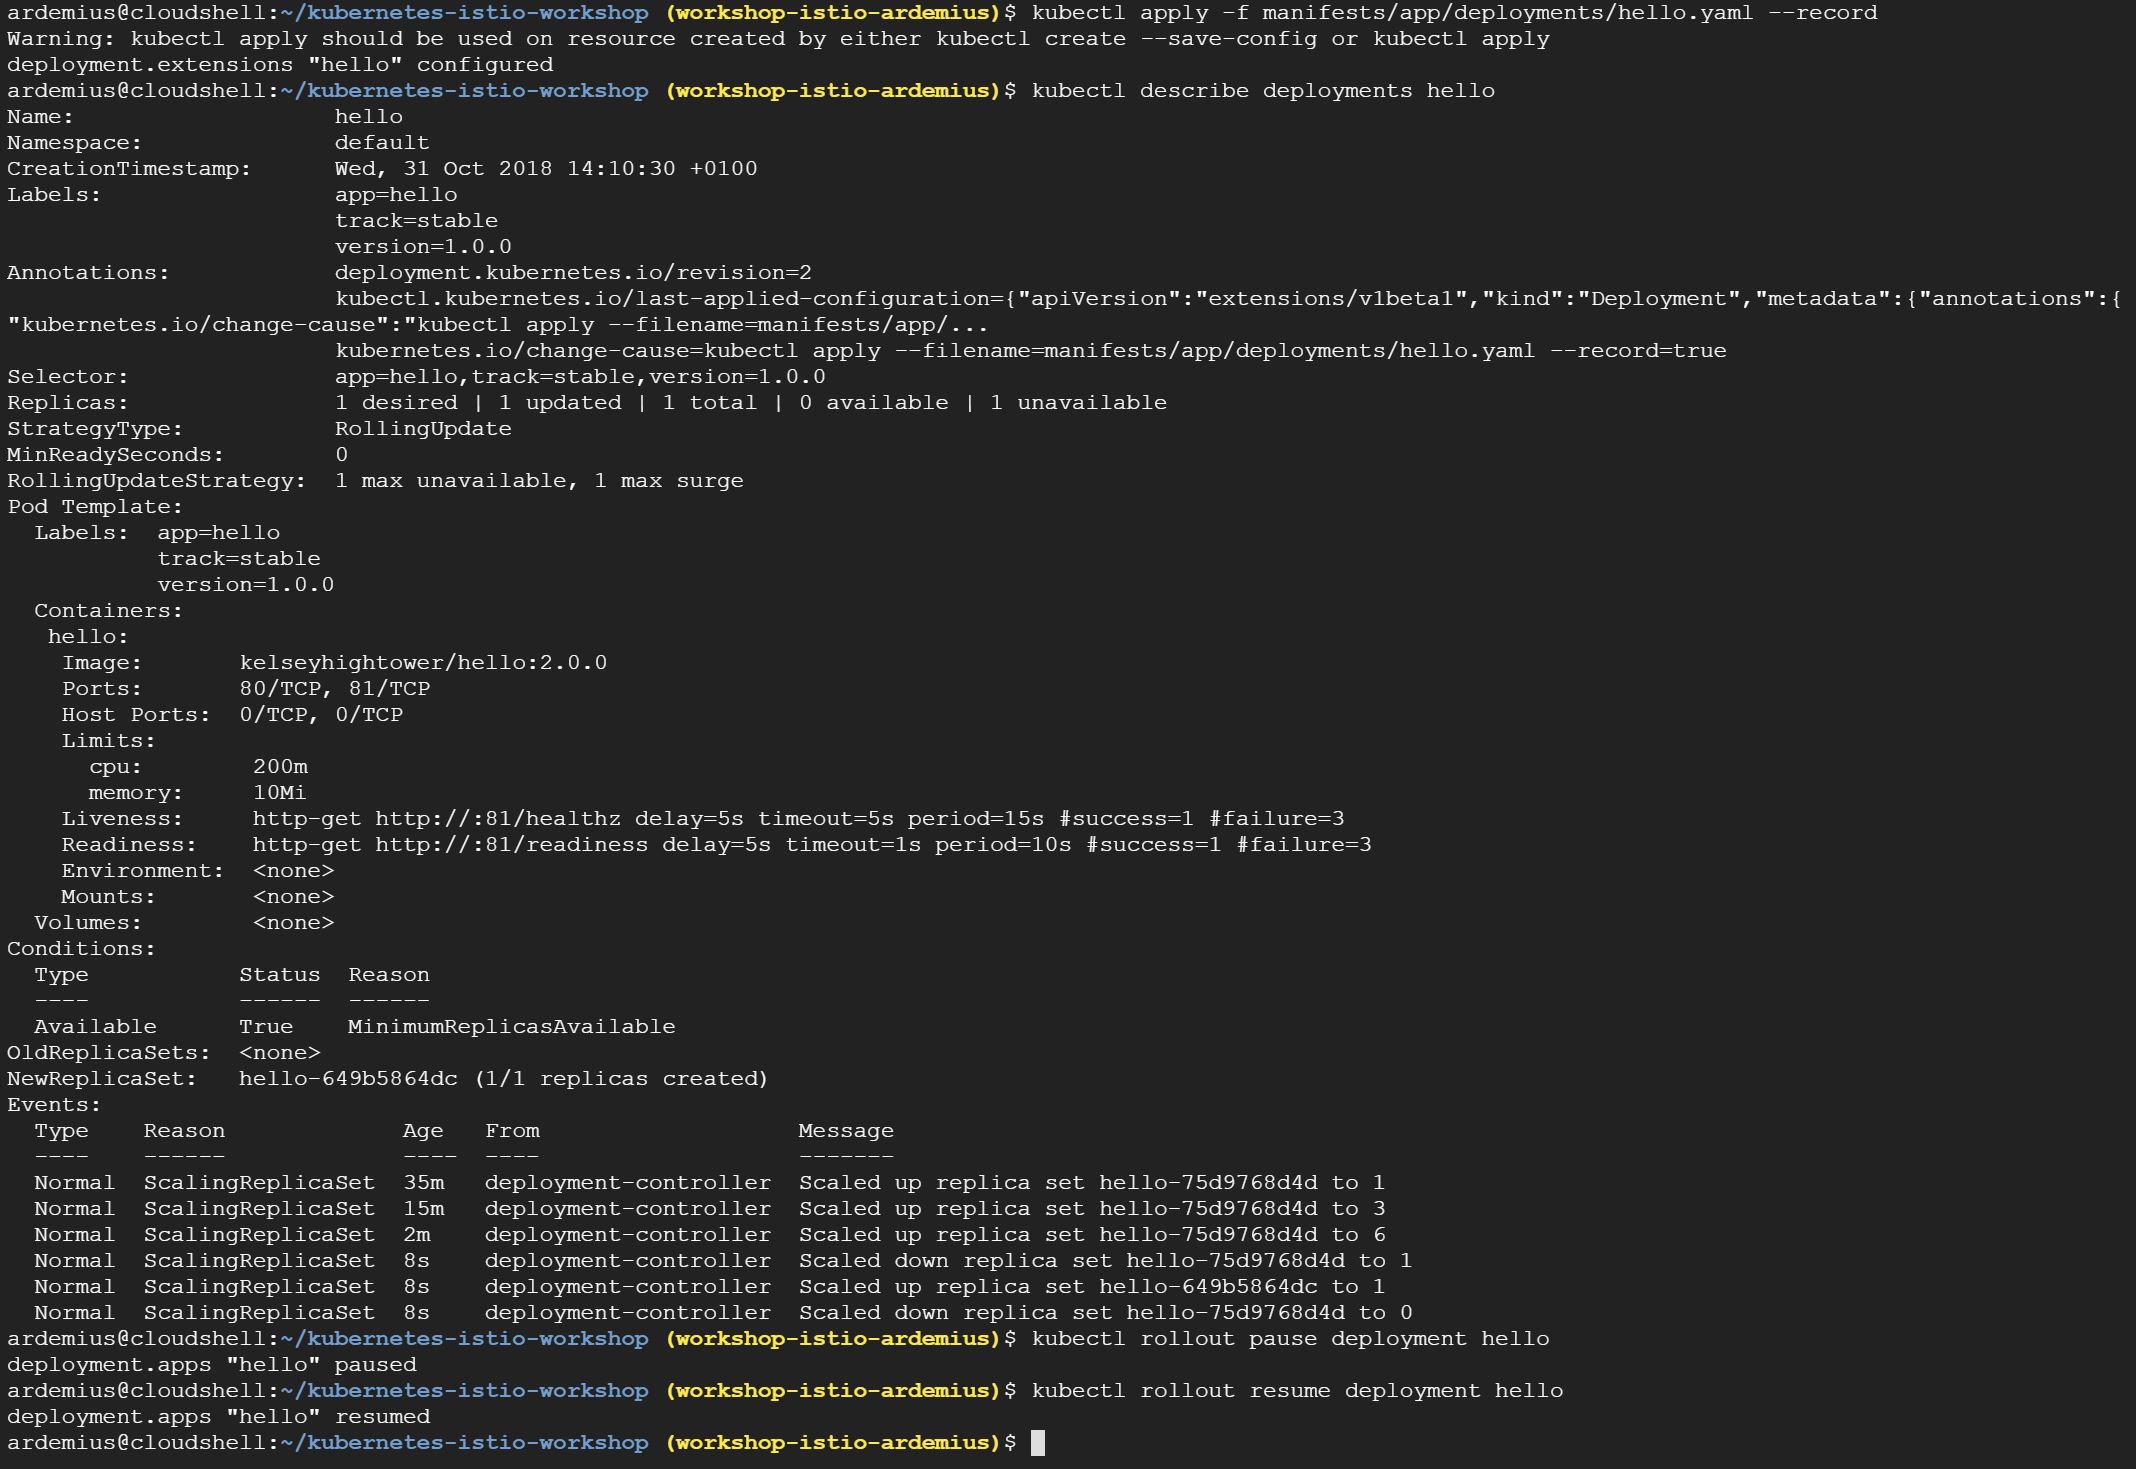 ardemius@cloudshell:~/kubernetes-istio-workshop (workshop-istio-ardemius)$ kubectl apply -f manifests/app/deployments/hello.yaml --record
Warning: kubectl apply should be used on resource created by either kubectl create --save-config or kubectl apply
deployment.extensions "hello" configured
ardemius@cloudshell:~/kubernetes-istio-workshop (workshop-istio-ardemius)$ kubectl describe deployments hello
Name:                   hello
Namespace:              default
CreationTimestamp:      Wed, 31 Oct 2018 14:10:30 +0100
Labels:                 app=hello
                        track=stable
                        version=1.0.0
Annotations:            deployment.kubernetes.io/revision=2
                        kubectl.kubernetes.io/last-applied-configuration={"apiVersion":"extensions/v1beta1","kind":"Deployment","metadata":{"annotations":{
"kubernetes.io/change-cause":"kubectl apply --filename=manifests/app/...
                        kubernetes.io/change-cause=kubectl apply --filename=manifests/app/deployments/hello.yaml --record=true
Selector:               app=hello,track=stable,version=1.0.0
Replicas:               1 desired | 1 updated | 1 total | 0 available | 1 unavailable
StrategyType:           RollingUpdate
MinReadySeconds:        0
RollingUpdateStrategy:  1 max unavailable, 1 max surge
Pod Template:
  Labels:  app=hello
           track=stable
           version=1.0.0
  Containers:
   hello:
    Image:       kelseyhightower/hello:2.0.0
    Ports:       80/TCP, 81/TCP
    Host Ports:  0/TCP, 0/TCP
    Limits:
      cpu:        200m
      memory:     10Mi
    Liveness:     http-get http://:81/healthz delay=5s timeout=5s period=15s #success=1 #failure=3
    Readiness:    http-get http://:81/readiness delay=5s timeout=1s period=10s #success=1 #failure=3
    Environment:  <none>
    Mounts:       <none>
  Volumes:        <none>
Conditions:
  Type           Status  Reason
  ----           ------  ------
  Available      True    MinimumReplicasAvailable
OldReplicaSets:  <none>
NewReplicaSet:   hello-649b5864dc (1/1 replicas created)
Events:
  Type    Reason             Age   From                   Message
  ----    ------             ----  ----                   -------
  Normal  ScalingReplicaSet  35m   deployment-controller  Scaled up replica set hello-75d9768d4d to 1
  Normal  ScalingReplicaSet  15m   deployment-controller  Scaled up replica set hello-75d9768d4d to 3
  Normal  ScalingReplicaSet  2m    deployment-controller  Scaled up replica set hello-75d9768d4d to 6
  Normal  ScalingReplicaSet  8s    deployment-controller  Scaled down replica set hello-75d9768d4d to 1
  Normal  ScalingReplicaSet  8s    deployment-controller  Scaled up replica set hello-649b5864dc to 1
  Normal  ScalingReplicaSet  8s    deployment-controller  Scaled down replica set hello-75d9768d4d to 0
ardemius@cloudshell:~/kubernetes-istio-workshop (workshop-istio-ardemius)$ kubectl rollout pause deployment hello
deployment.apps "hello" paused
ardemius@cloudshell:~/kubernetes-istio-workshop (workshop-istio-ardemius)$ kubectl rollout resume deployment hello
deployment.apps "hello" resumed
ardemius@cloudshell:~/kubernetes-istio-workshop (workshop-istio-ardemius)$